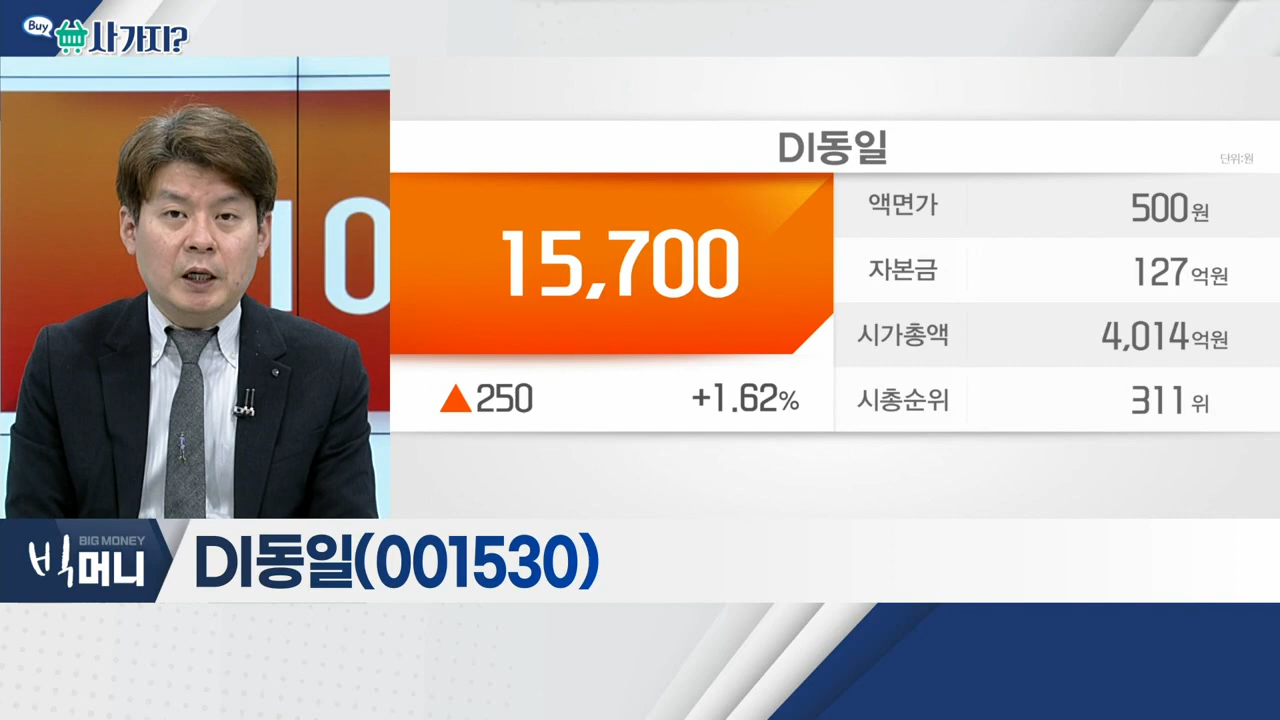 Buy
사가지?
10
DI동일
단위:원
15,700
▲250
+1.62%
액면가 500원
자본금 127억원
시가총액 4,014억원
시총순위 311위
BIG MONEY
빅머니
DI동일(001530)